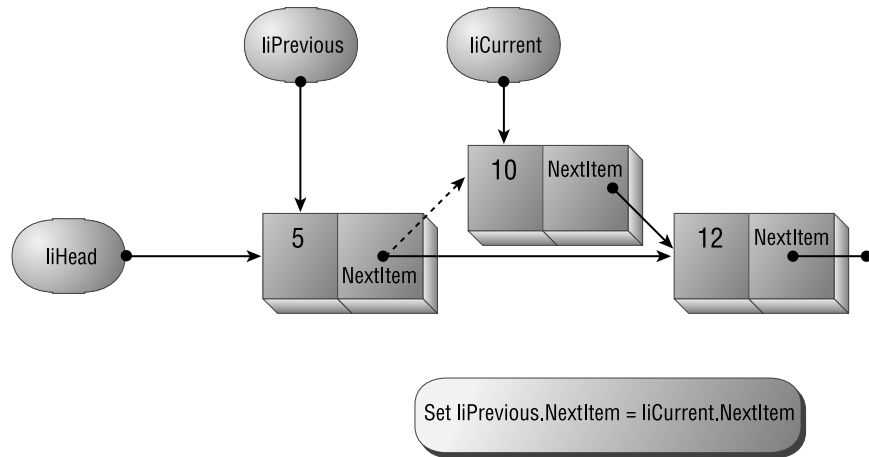 liPrevious
liCurrent
10
NextItem
5
NextItem
12
NextItem
liHead
Set liPrevious.NextItem = liCurrent.NextItem